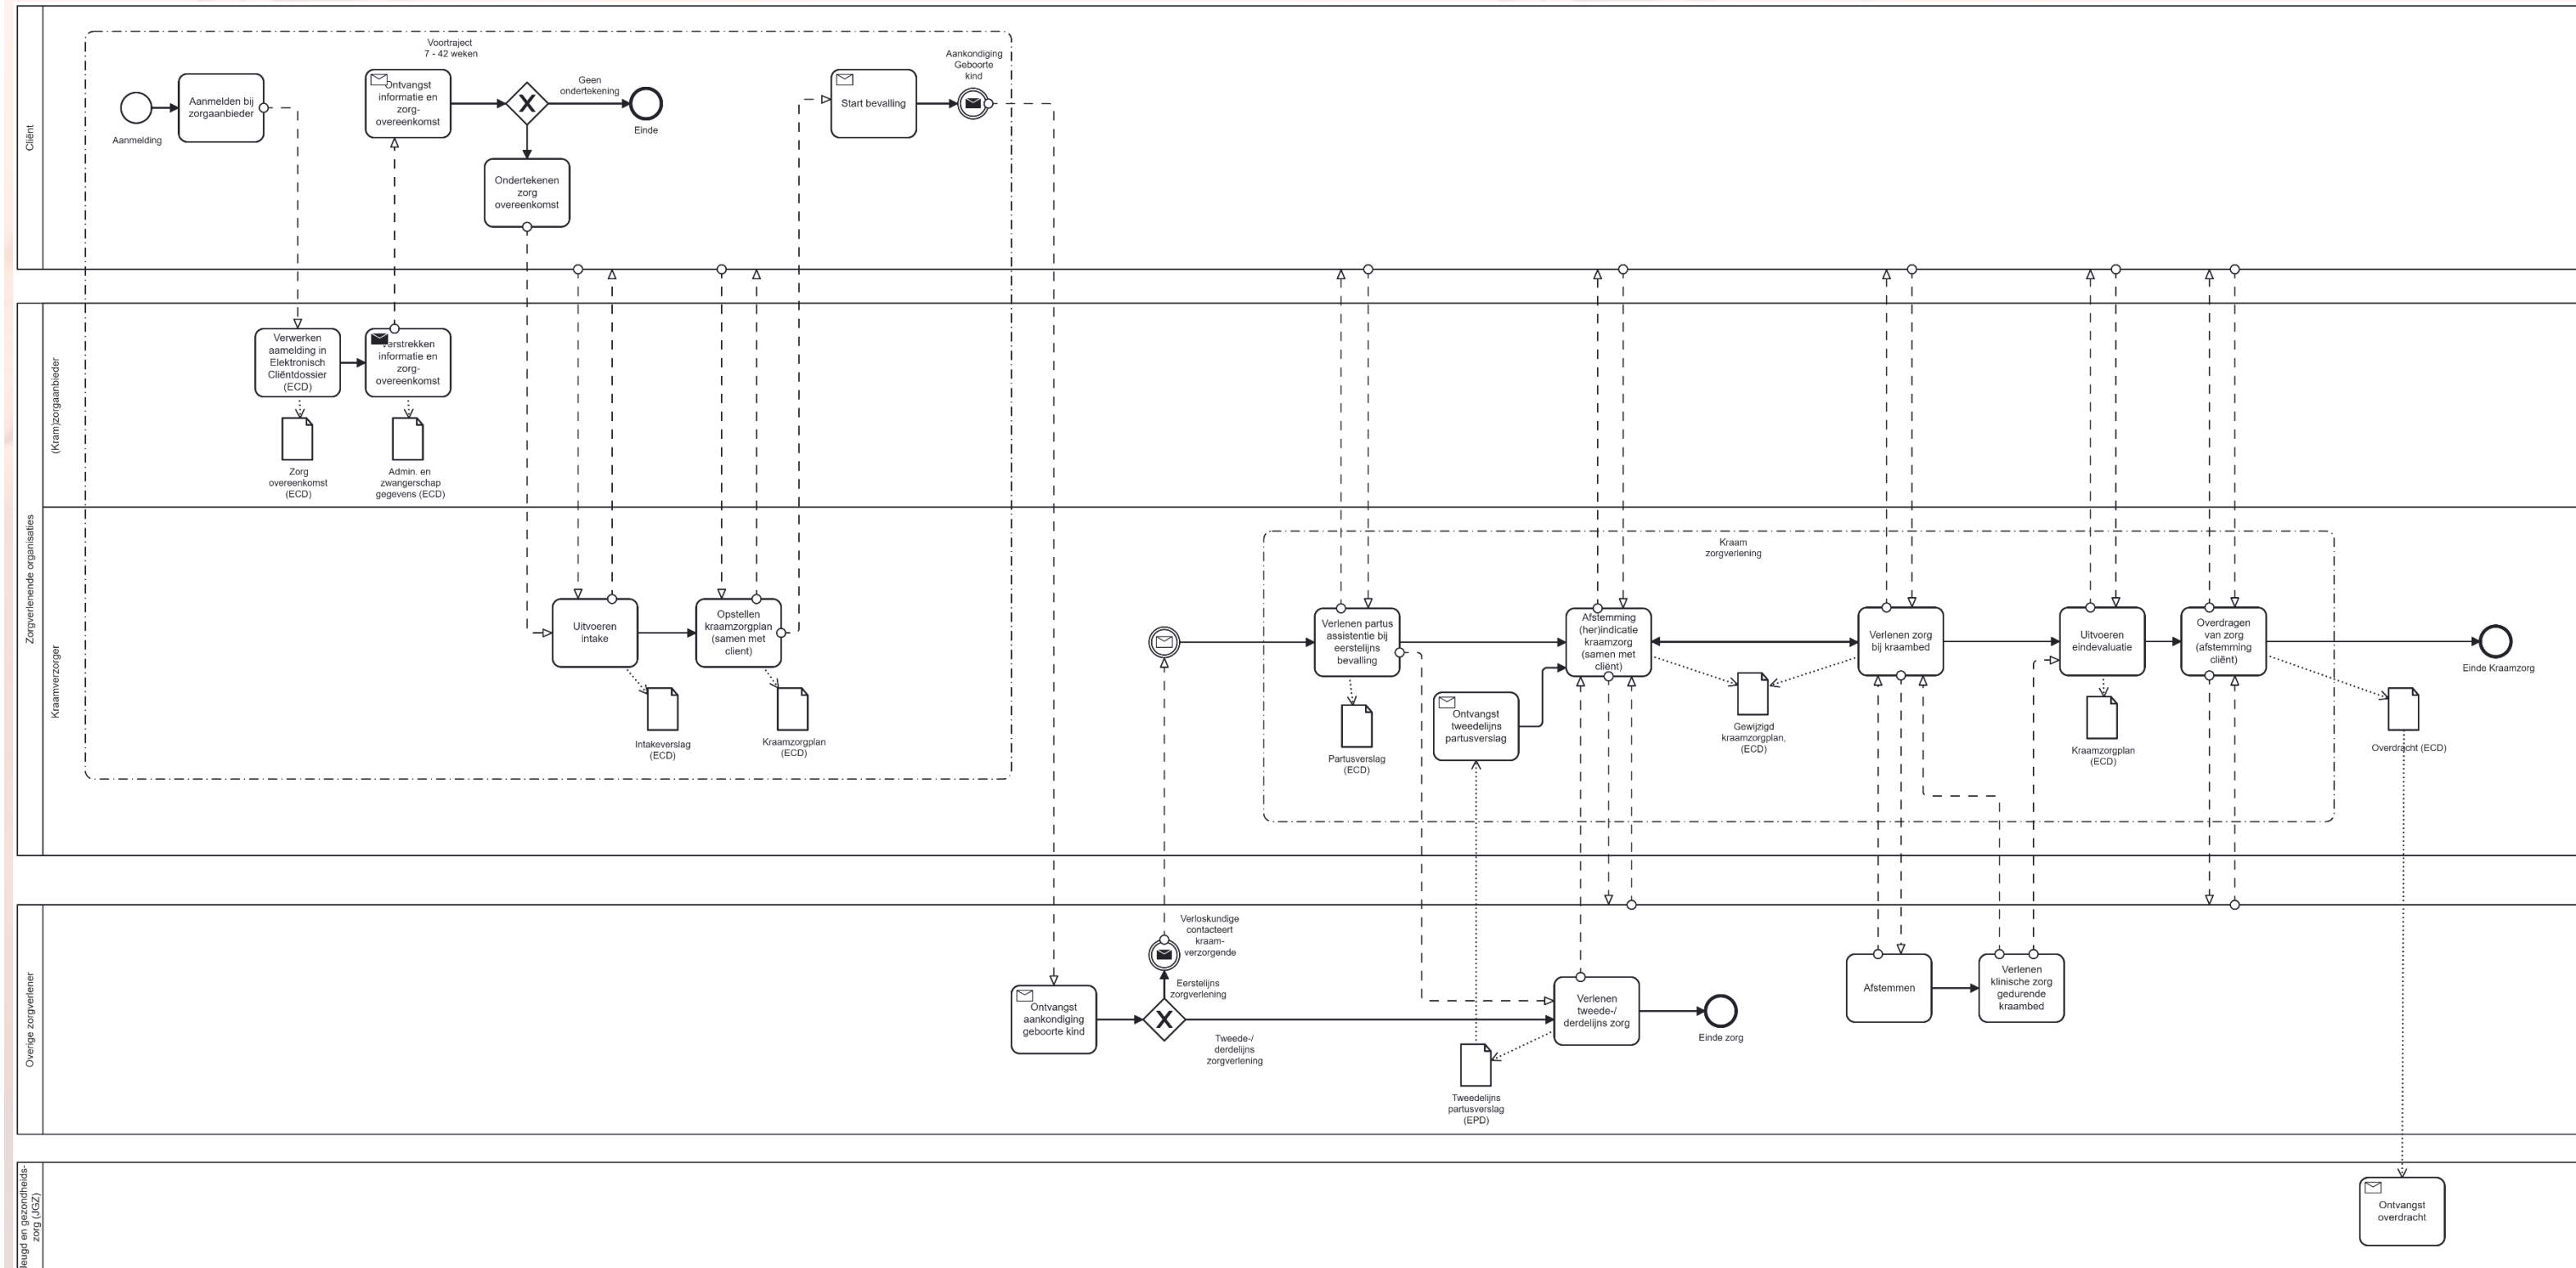 Cliënt
Voortraject
7 - 42 weken
Aanmelding
Aanmelden bij
zorgaanbieder
Ontvangst
informatie en
zorg-
overeenkomst
Geen
ondertekening
Einde
Ondertekenen
zorg
overeenkomst
Start bevalling
Aankondiging
Geboorte
kind
Zorgverlenende organisaties
(Kram)zorgaanbieder
Verwerken
aamelding in
Elektronisch
Cliëntdossier
(ECD)
Verstrekken
informatie en
zorg-
overeenkomst
Zorg
overeenkomst
(ECD)
Admin. en
zwangerschap
gegevens (ECD)
Kraamverzorger
Uitvoeren
intake
Opstellen
kraamzorgplan
(samen met
client)
Intakeverslag
(ECD)
Kraamzorgplan
(ECD)
Kraam
zorgverlening
Verlenen partus
assistentie bij
eerstelijns
bevalling
Partusverslag
(ECD)
Ontvangst
tweedelijns
partusverslag
Afstemming
(her)indicatie
kraamzorg
(samen met
cliënt)
Gewijzigd
kraamzorgplan,
(ECD)
Verlenen zorg
bij kraambed
Uitvoeren
eindevaluatie
Kraamzorgplan
(ECD)
Overdragen
van zorg
(afstemming
cliënt)
Overdracht (ECD)
Einde Kraamzorg
Overige zorgverlener
Ontvangst
aankondiging
geboorte kind
Verloskundige
contacteert
kraam-
verzorgende
Eerstelijns
zorgverlening
Tweede-/
derdelijns
zorgverlening
Verlenen
tweede-/
derdelijns zorg
Einde zorg
Tweedelijns
partusverslag
(EPD)
Afstemmen
Verlenen
klinische zorg
gedurende
kraambed
Jeugd en gezondheids-
zorg (JGZ)
Ontvangst
overdracht